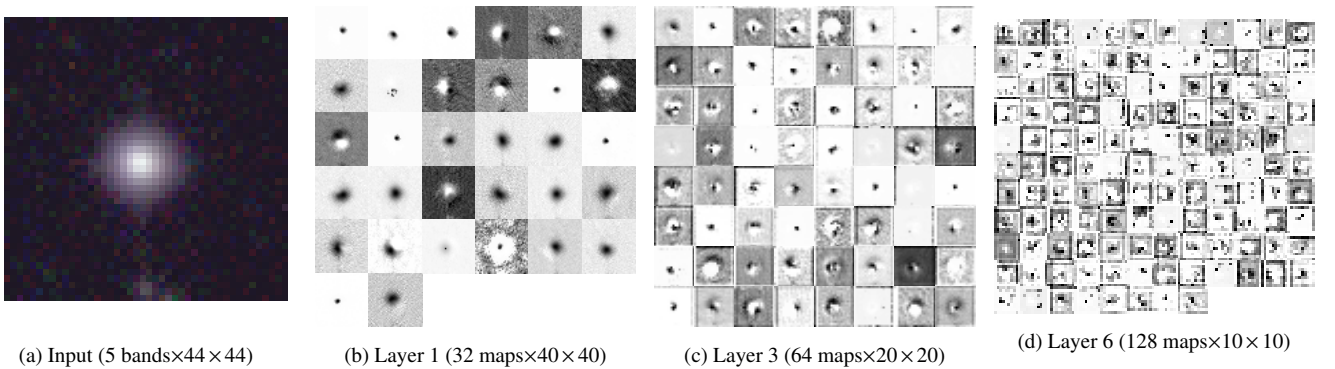 (a) Input (5 bands×44×44)
(b) Layer 1 (32 maps×40×40)
(c) Layer 3 (64 maps×20×20)
(d) Layer 6 (128 maps×10×10)